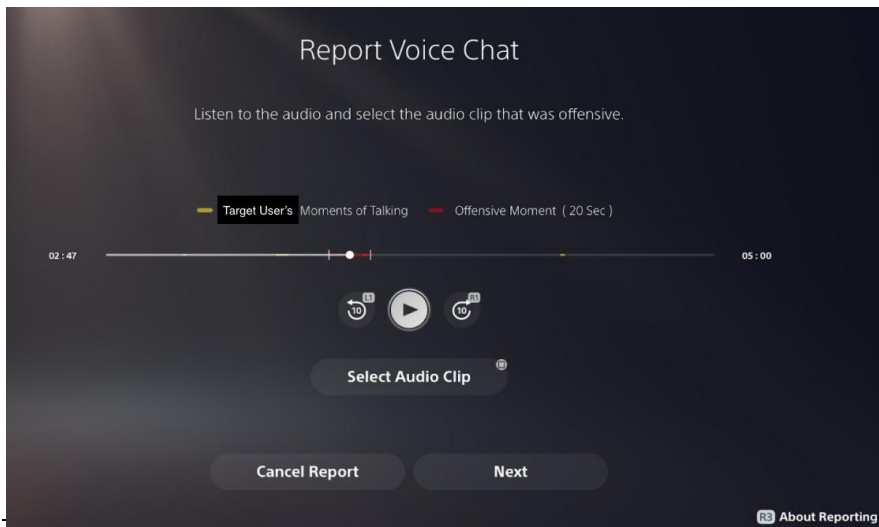 Report Voice Chat
Listen to the audio and select the audio clip that was offensive.
Target User's Moments of Talking Offensive Moment ( 20 Sec )
02:47 05:00
10 L1 10 R1
Select Audio Clip
Cancel Report Next
R3 About Reporting